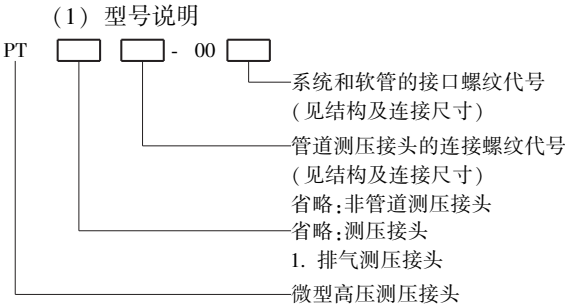 (1) 型号说明
PT - 00
系统和软管的接口螺纹代号
(见结构及连接尺寸)
管道测压接头的连接螺纹代号
(见结构及连接尺寸)
省略:非管道测压接头
省略:测压接头
1. 排气测压接头
微型高压测压接头